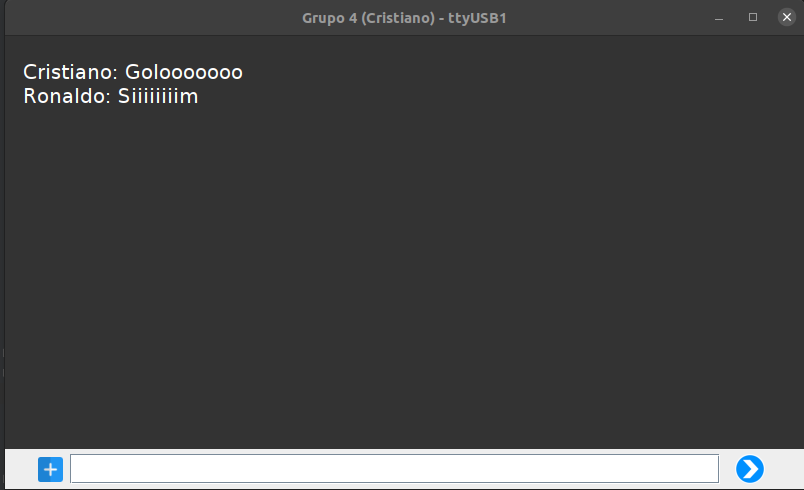 Grupo 4 (Cristiano) - ttyUSB1
Cristiano: Golooooooo
Ronaldo: Siiiiiiiim